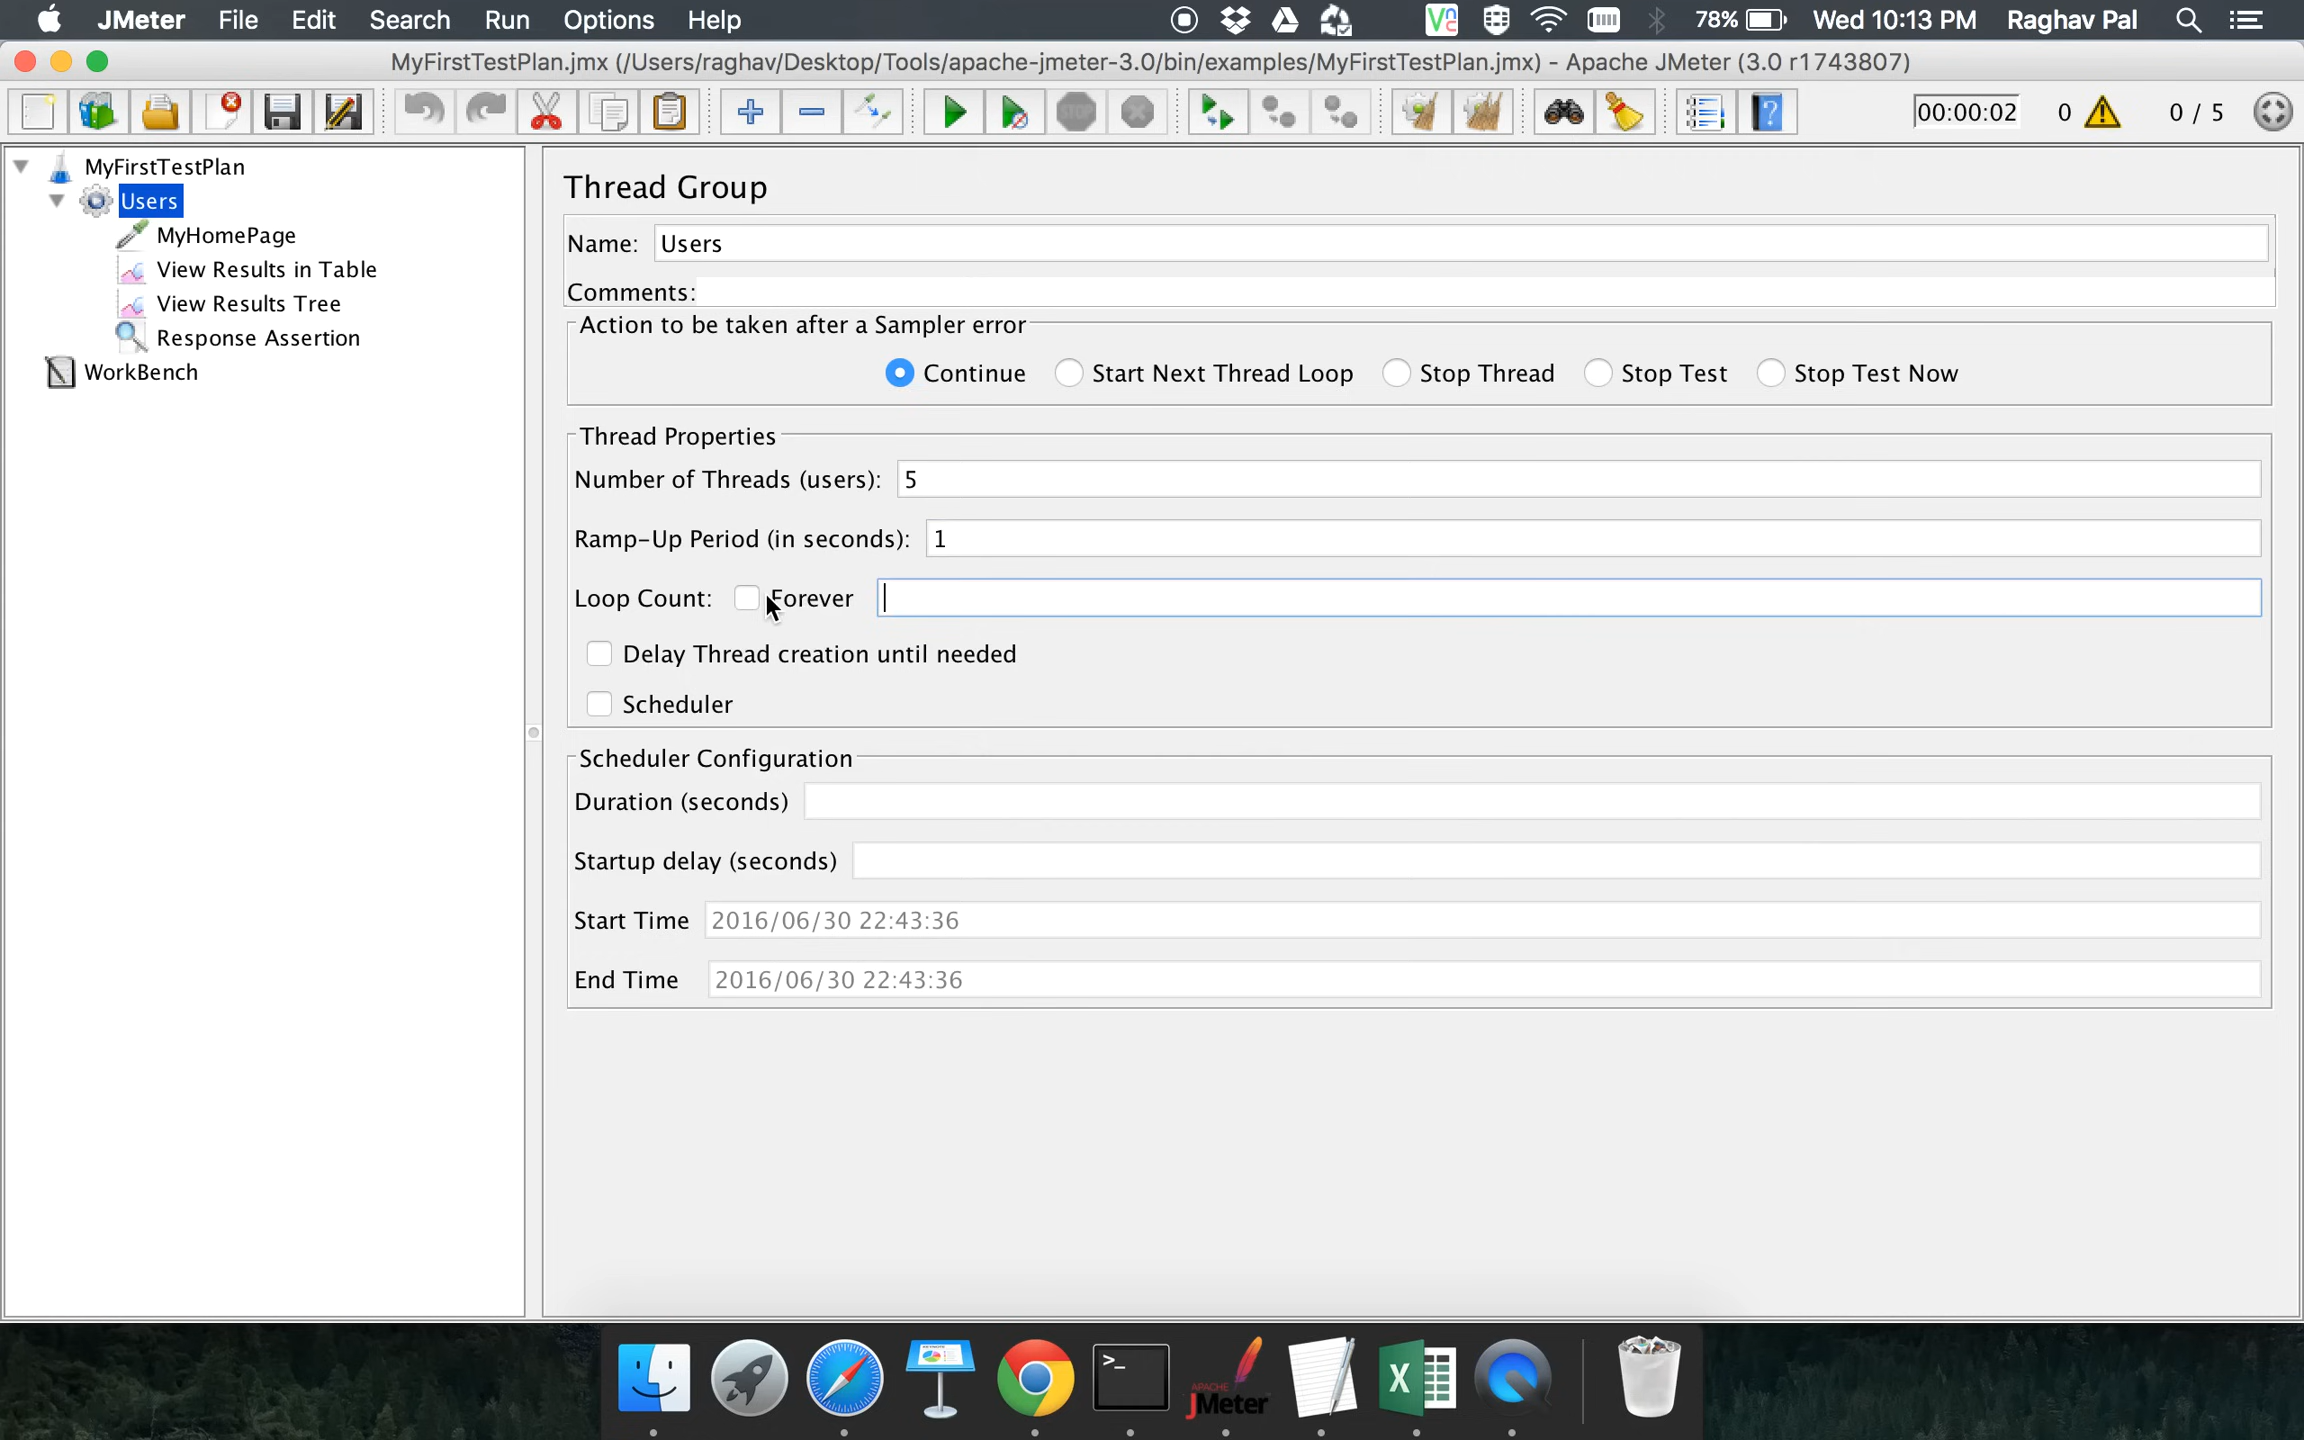 JMeter File Edit Search Run Options Help 78% Wed 10:13 PM Raghav Pal
MyFirstTestPlan.jmx (/Users/raghav/Desktop/Tools/apache-jmeter-3.0/bin/examples/MyFirstTestPlan.jmx) - Apache JMeter (3.0 r1743807)
STOP 00:00:02 0 0 / 5
MyFirstTestPlan
Users
MyHomePage
View Results in Table
View Results Tree
Response Assertion
WorkBench
Thread Group
Name: Users
Comments:
Action to be taken after a Sampler error
Continue Start Next Thread Loop Stop Thread Stop Test Stop Test Now
Thread Properties
Number of Threads (users): 5
Ramp-Up Period (in seconds): 1
Loop Count: Forever
Delay Thread creation until needed
Scheduler
Scheduler Configuration
Duration (seconds)
Startup delay (seconds)
Start Time 2016/06/30 22:43:36
End Time 2016/06/30 22:43:36
APACHE
JMeter